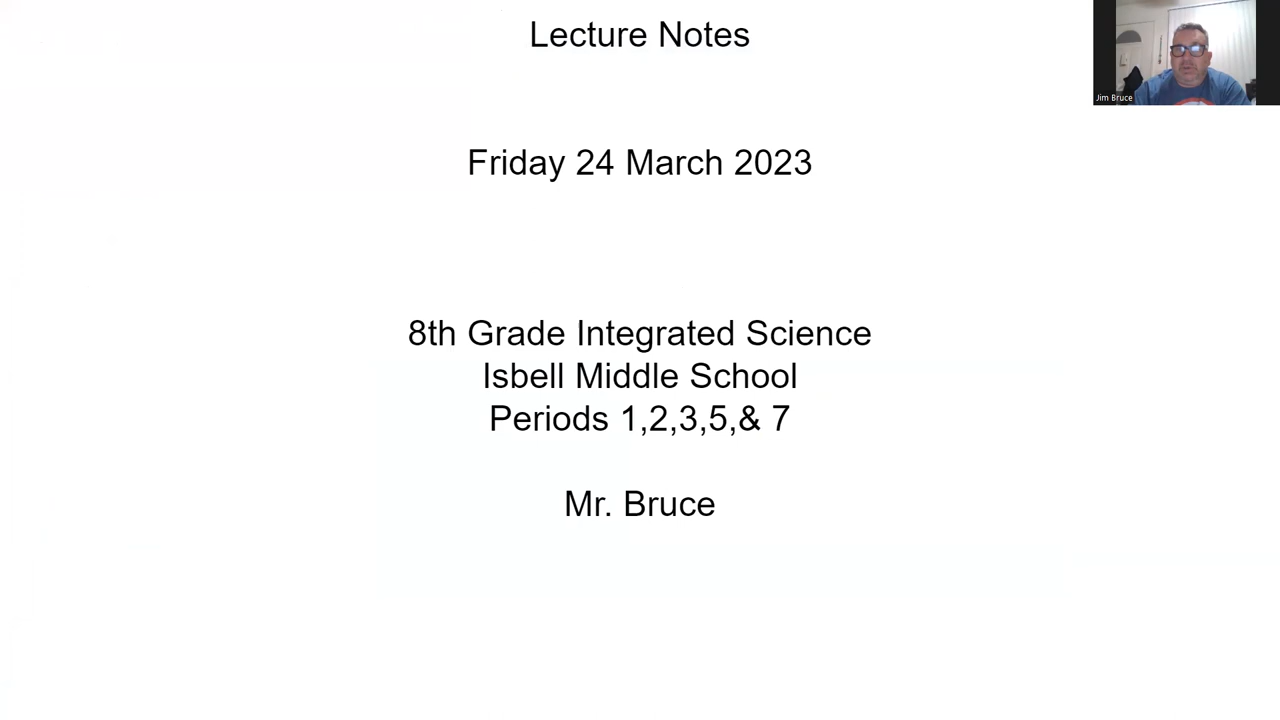 Lecture Notes
Jim Bruce
Friday 24 March 2023
8th Grade Integrated Science
Isbell Middle School
Periods 1,2,3,5,& 7
Mr. Bruce